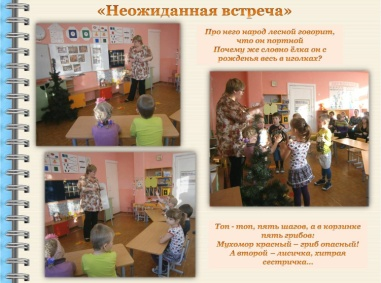 «Неожиданная встреча»
Про него народ лесной говорит,
что он портной
Почему же словно ёлка он с
рожденья весь в иголках?
Топ - топ, пять шагов, а в корзинке
пять грибов:
Мухомор красный – гриб опасный!
А второй – лисичка, хитрая
сестричка...